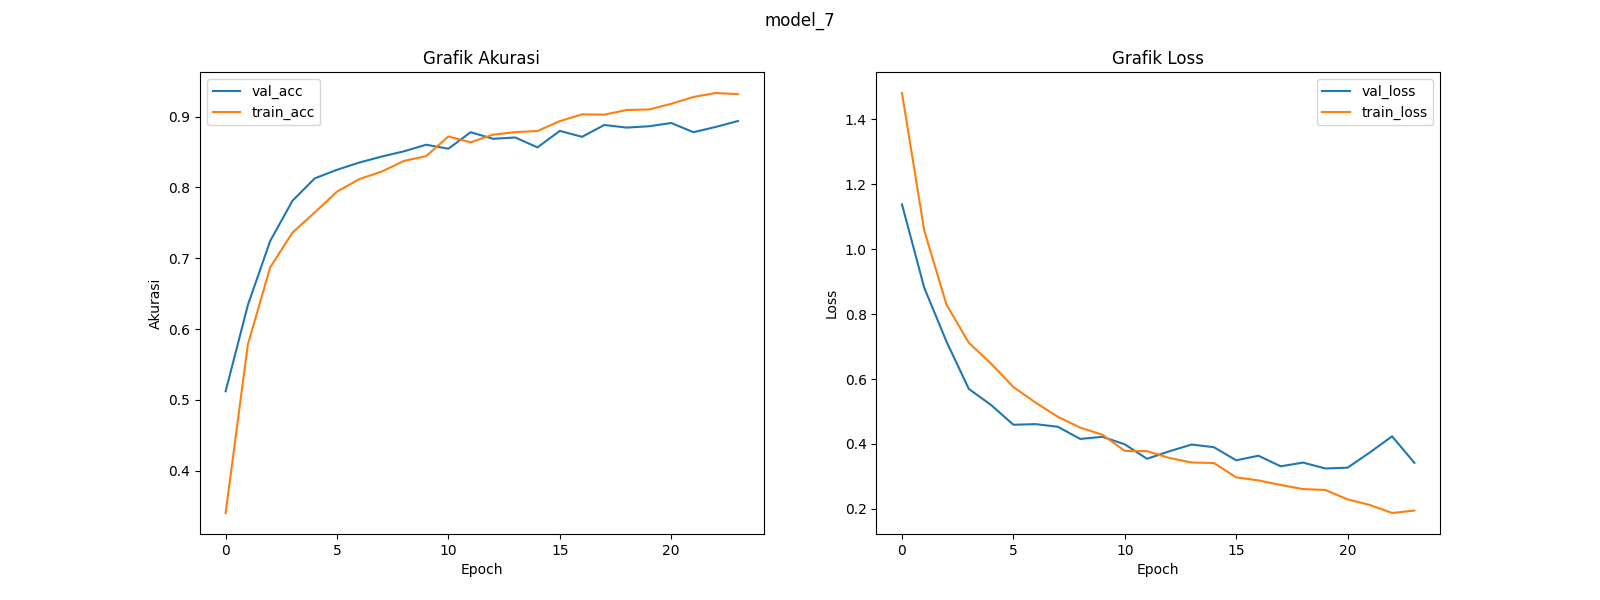 model_7
Grafik Akurasi
val_acc
train_acc
Akurasi
0.9
0.8
0.7
0.6
0.5
0.4
0 5 10 15 20
Epoch
Grafik Loss
val_loss
train_loss
Loss
1.4
1.2
1.0
0.8
0.6
0.4
0.2
0 5 10 15 20
Epoch